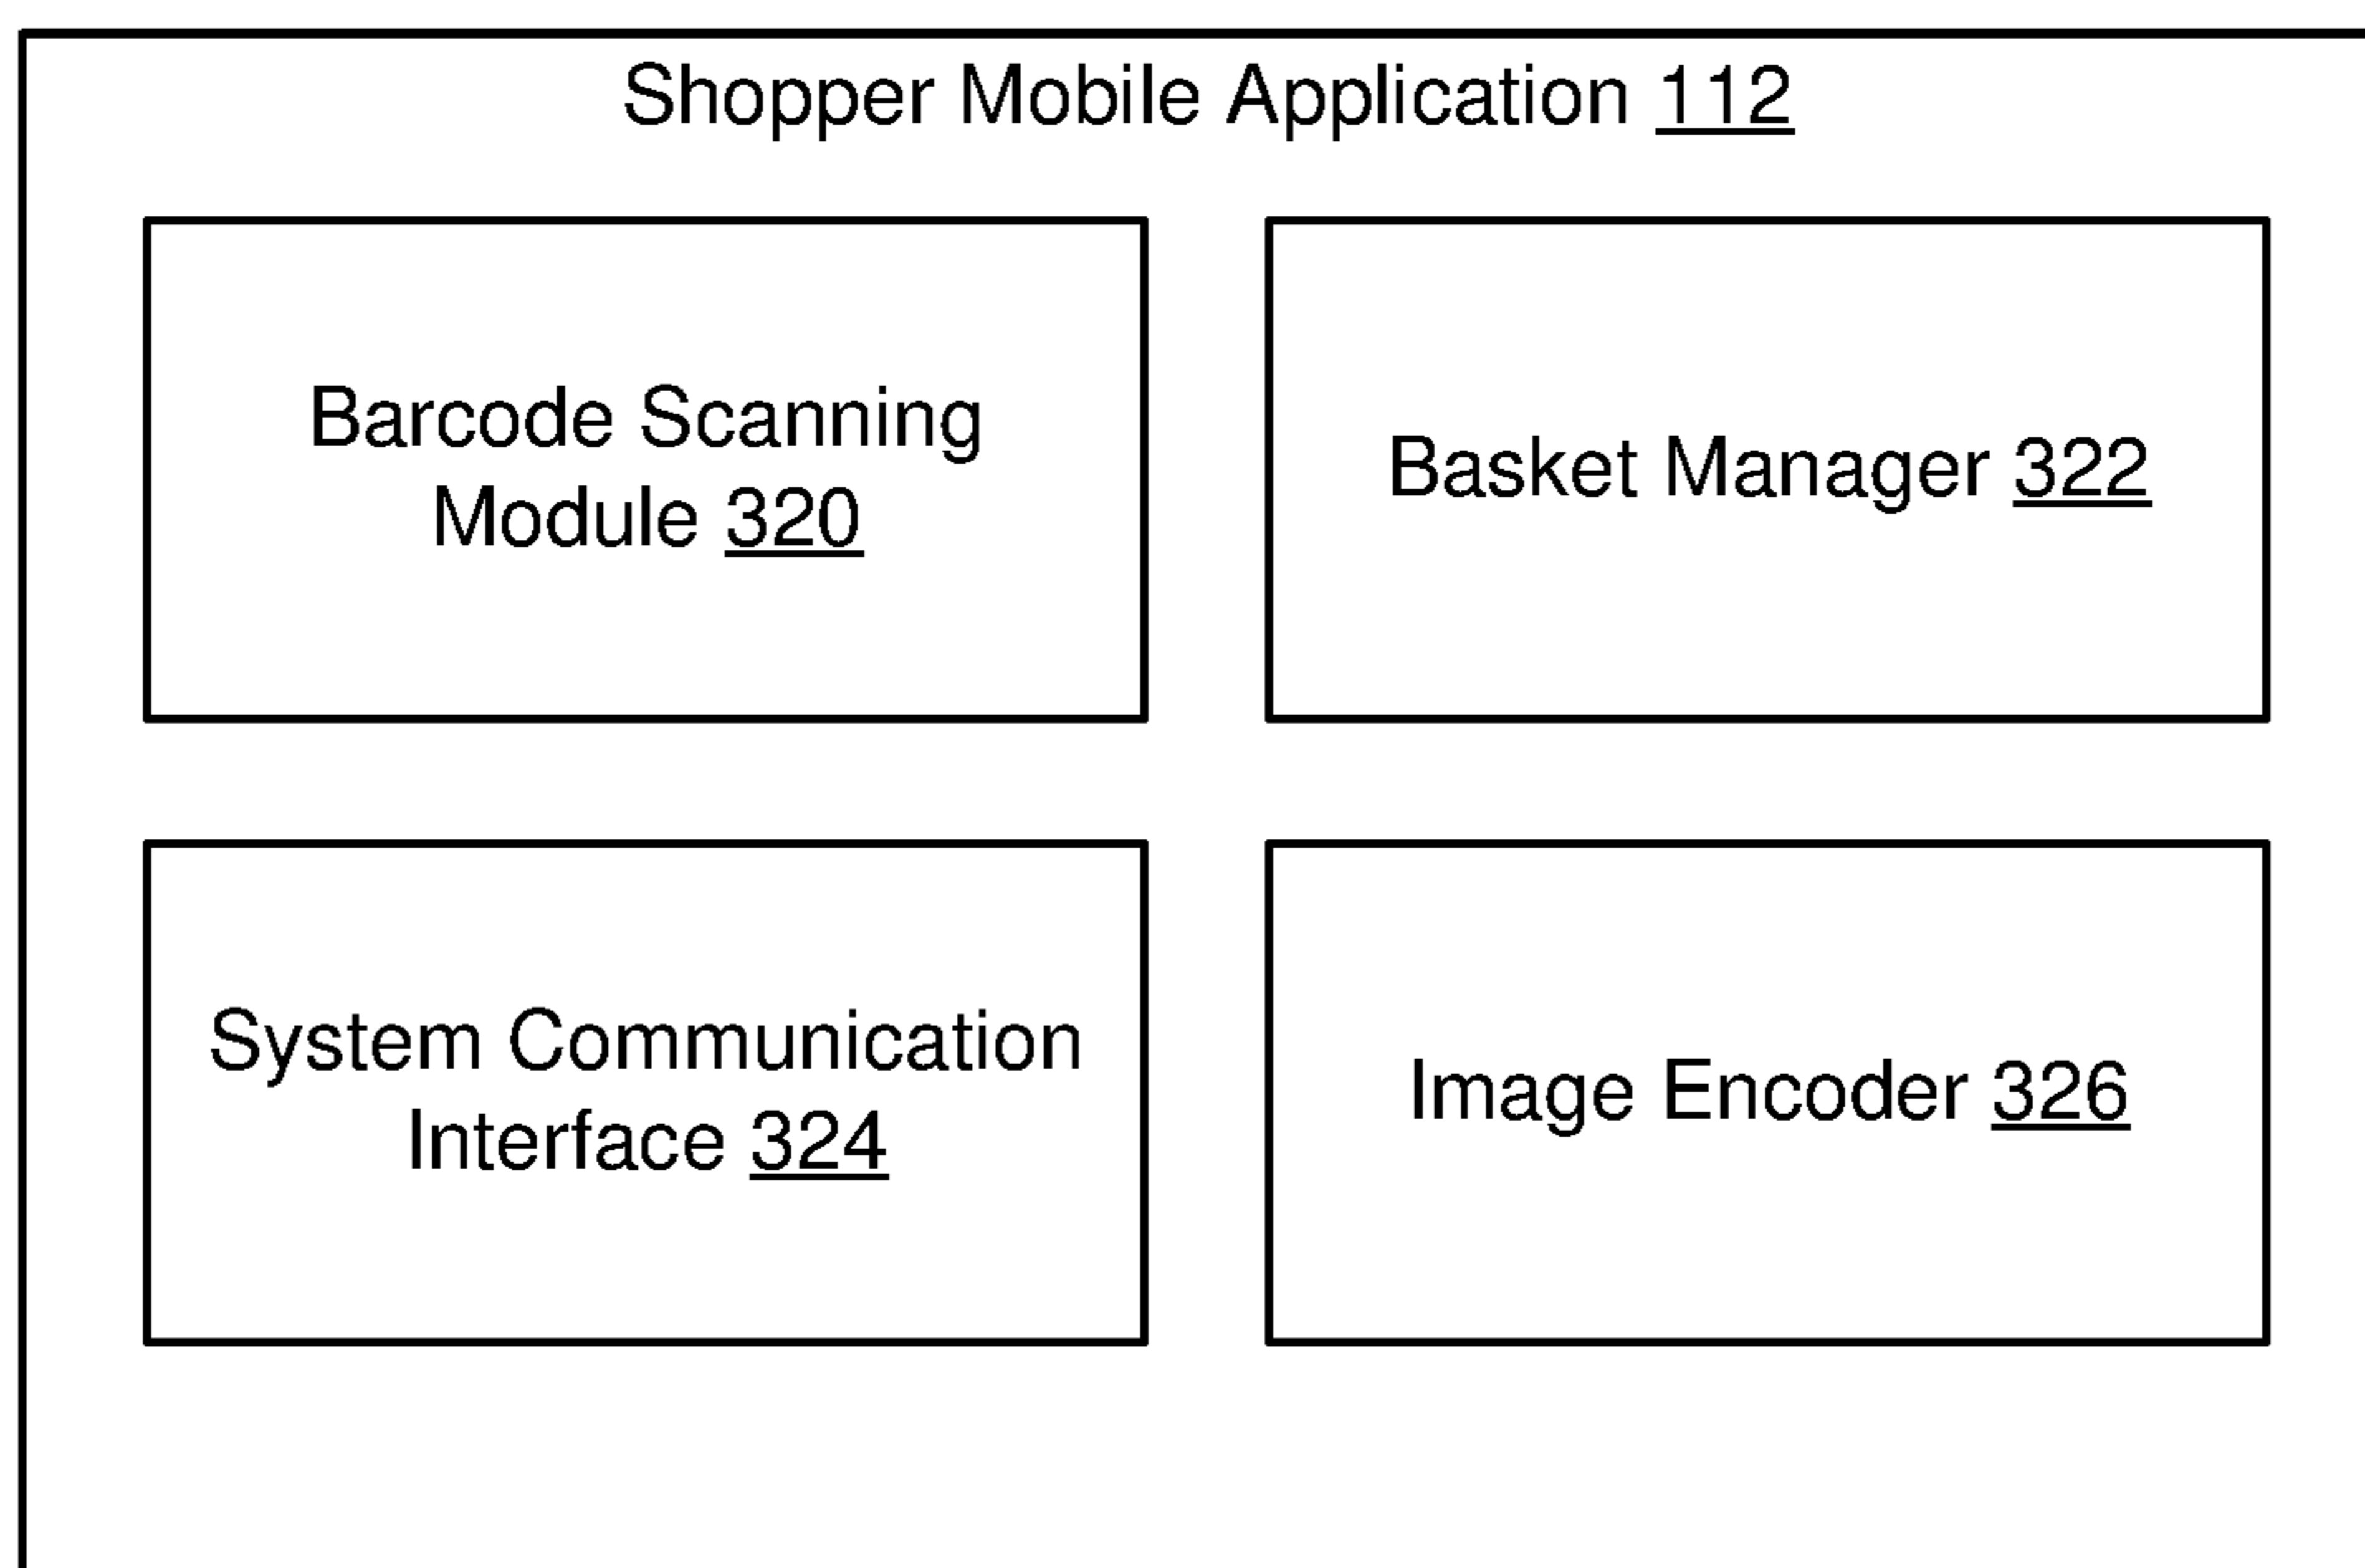 Shopper Mobile Application 112
Barcode Scanning
Module 320
Basket Manager 322
System Communication
Interface 324
Image Encoder 326